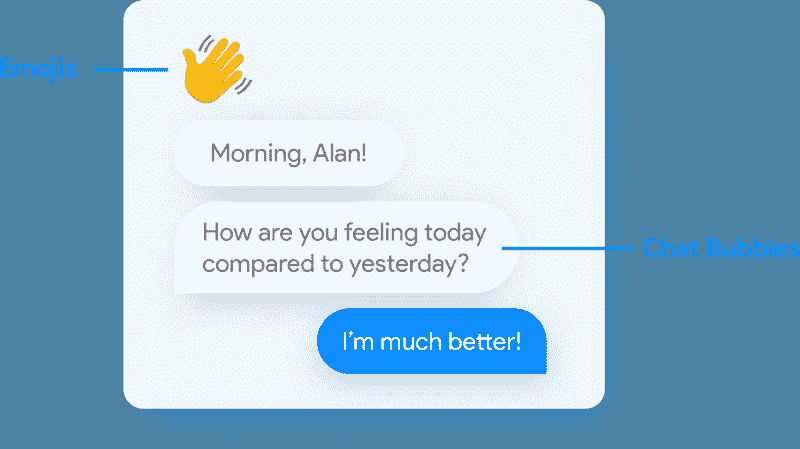 Emojis
Morning, Alan!
How are you feeling today
compared to yesterday?
Chat Bubbles
I'm much better!